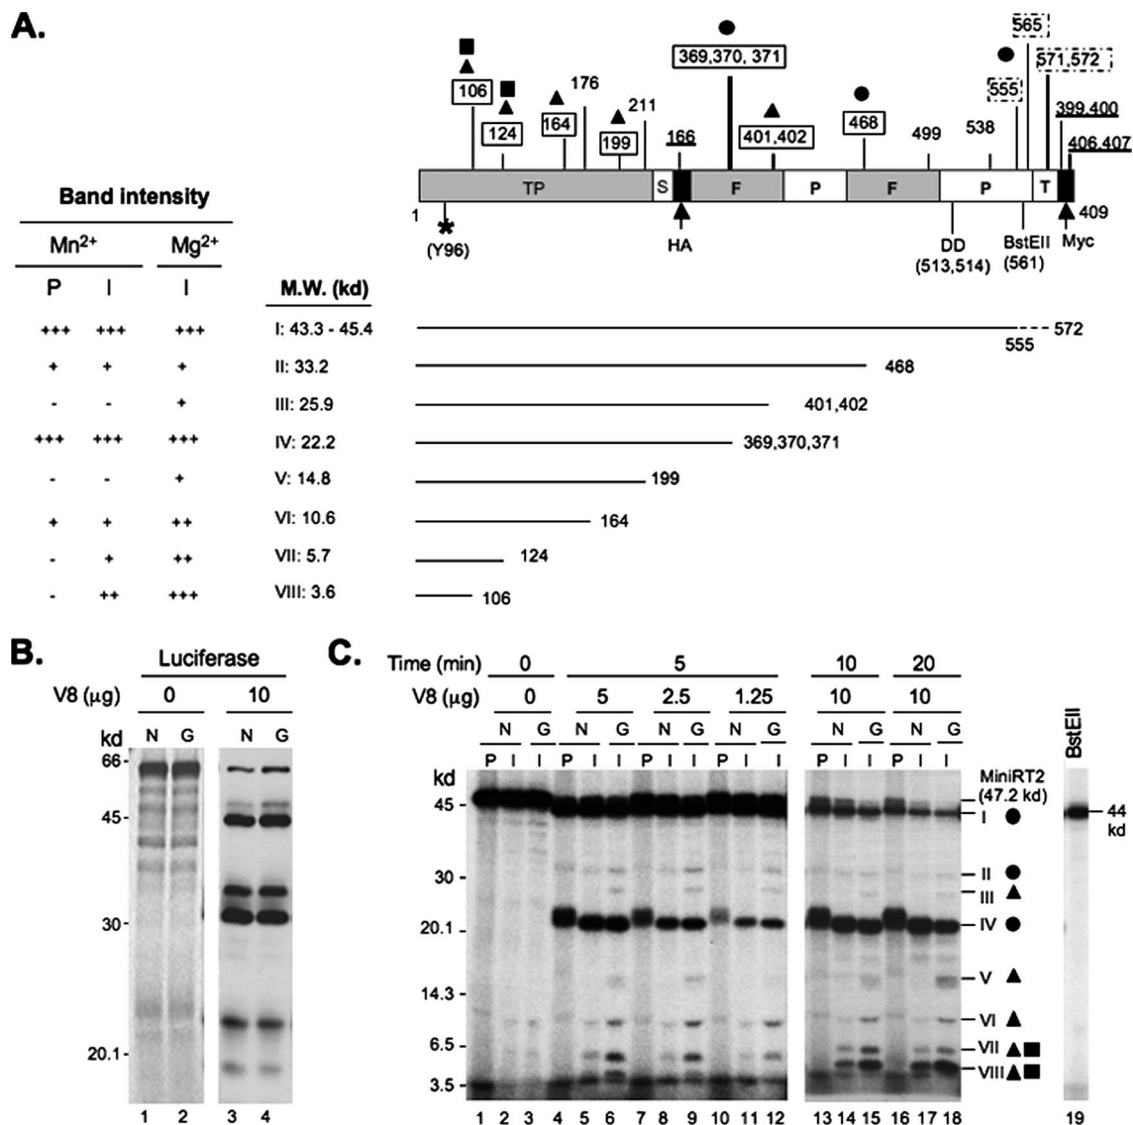 A.
565
571,572
555
369,370, 371
106
176
124
164
211
199
166
401,402
468
499
538
399,400
406,407
TP
S
F
P
F
P
T
1
409
*
(Y96)
HA
DD
(513,514)
BstEII
(561)
Myc
Band intensity
Mn2+ Mg2+
P I I M.W. (kd)
+++ +++ +++ I: 43.3 - 45.4 555 572
+ + + II: 33.2 468
- - + III: 25.9 401,402
+++ +++ +++ IV: 22.2 369,370,371
- - + V: 14.8 199
+ + ++ VI: 10.6 164
- + ++ VII: 5.7 124
- ++ +++ VIII: 3.6 106
B.
Luciferase
V8 (μg) 0 10
N G N G
kd
66
45
30
20.1
1 2 3 4
C.
Time (min) 0 5 10 20
V8 (μg) 0 5 2.5 1.25 10 10
N G N G N G N G N G N G
P I I P I I P I I P I I P I I P I I
kd
45
30
20.1
14.3
6.5
3.5
MiniRT2
(47.2 kd)
I
II
III
IV
V
VI
VII
VIII
BstEII
44
kd
1 2 3 4 5 6 7 8 9 10 11 12 13 14 15 16 17 18 19